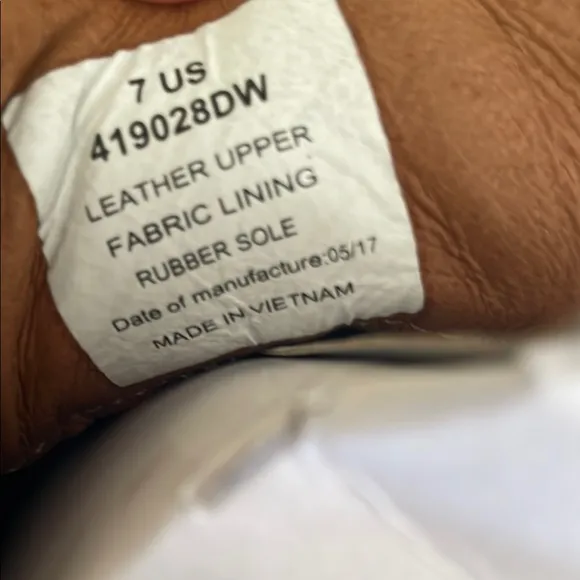 7 US
419028DW
LEATHER UPPER
FABRIC LINING
RUBBER SOLE
Date of manufacture:05/17
MADE IN VIETNAM